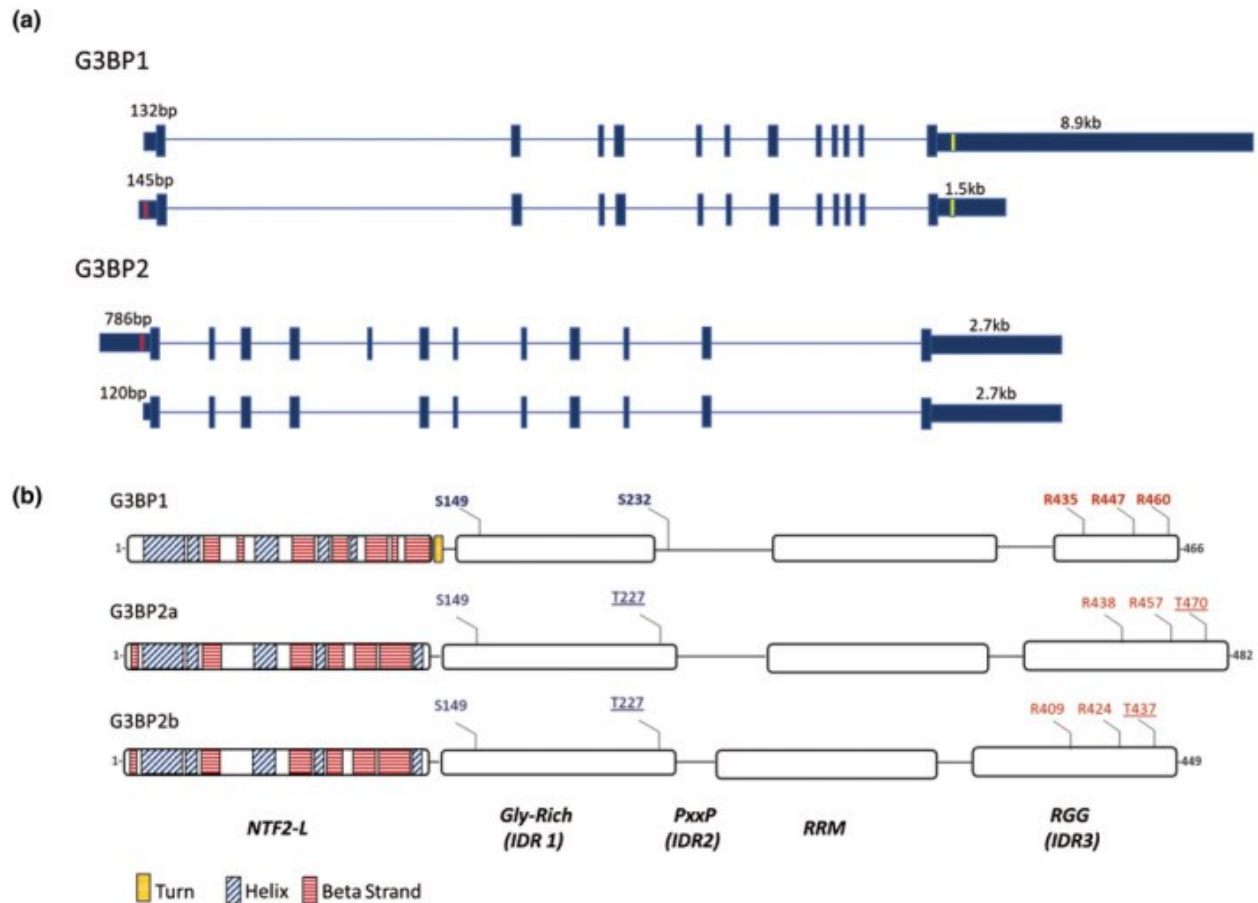 (a)
G3BP1
132bp
8.9kb
145bp
1.5kb
G3BP2
786bp
2.7kb
120bp
2.7kb
(b)
G3BP1
S149
S232
R435 R447 R460
1-
-466
G3BP2a
S149
T227
R438 R457 T470
1-
-482
G3BP2b
S149
T227
R409 R424 T437
1-
-449
NTF2-L
Gly-Rich
(IDR 1)
PxxP
(IDR2)
RRM
RGG
(IDR3)
Turn Helix Beta Strand